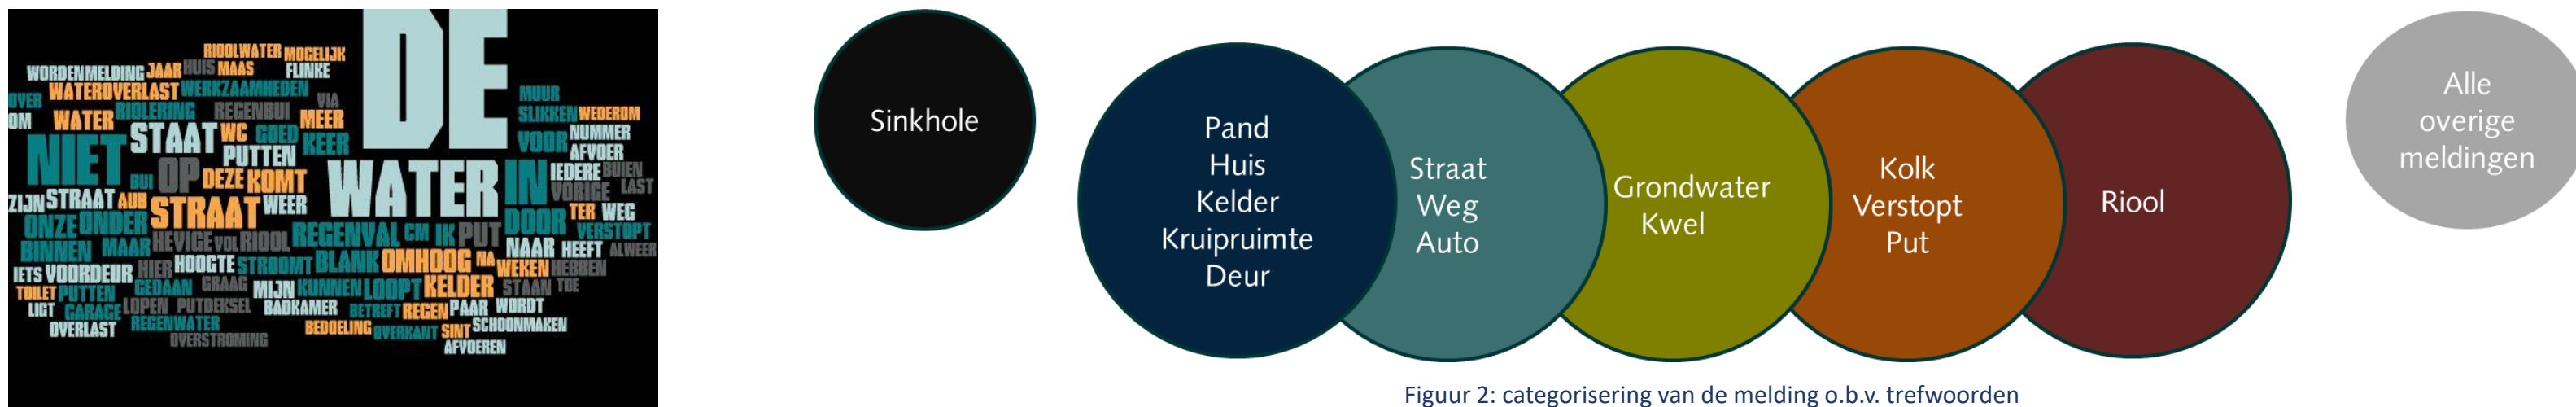 DE
RIOOLWATER MOGELIJK
WORDEN MELDING JAAR HUIS MAAS FLINKE
WATEROVERLAST WERKZAAMHEDEN
OVER RIOLERING REGENBUI VIA MUUR
OM WATER MEER SLIKKEN WEDEROM
NIET STAAT WC GOED KEER VOOR NUMMER
PUTTEN AFVOER
BUI OP DEZE KOMT WATER IN IEDERE BUIEN
VORIGE LAST
ZIJN STRAAT AUB STRAAT WEER TER WEG
ONZE ONDER DOOR VERSTOPT
BINNEN MAAR HEVIGE VOL RIOOL REGENVAL CM IK PUT
NAAR HEEFT ALWEER
IETS VOORDEUR HIER HOOGTE STROOMT BLANK OMHOOG NA WEKEN HEBBEN
TOILET PUTTEN GEDAAN GRAAG MIJN KUNNEN LOOPT KELDER STAAN TOE
LIGT GARAGE LOPEN PUTDEKSEL BADKAMER BETREFT REGEN PAAR WORDT
OVERLAST REGENWATER BEDOELING OVERKANT SINT SCHOONMAKEN
OVERSTROMING AFVOEREN
Sinkhole
Pand
Huis
Kelder
Kruipruimte
Deur
Straat
Weg
Auto
Grondwater
Kwel
Kolk
Verstopt
Put
Riool
Alle
overige
meldingen
Figuur 2: categorisering van de melding o.b.v. trefwoorden